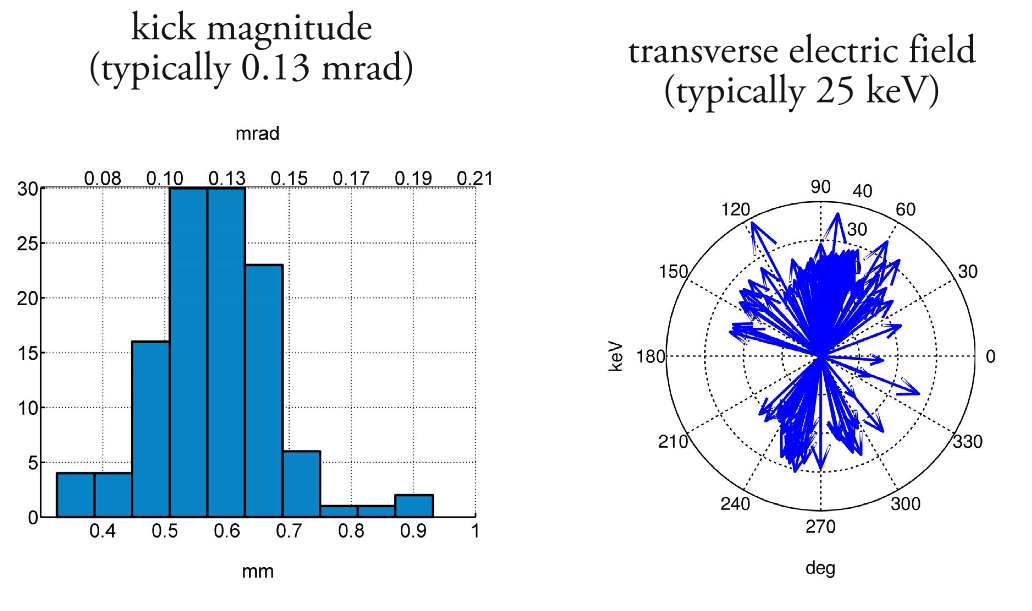 kick magnitude
(typically 0.13 mrad)
transverse electric field
(typically 25 keV)
mrad
0.08 0.10 0.13 0.15 0.17 0.19 0.21
30
25
20
15
10
5
0
0.4 0.5 0.6 0.7 0.8 0.9 1
mm
90 40
120 60
30
150 30
keV
180 0
210 330
240 300
270
deg